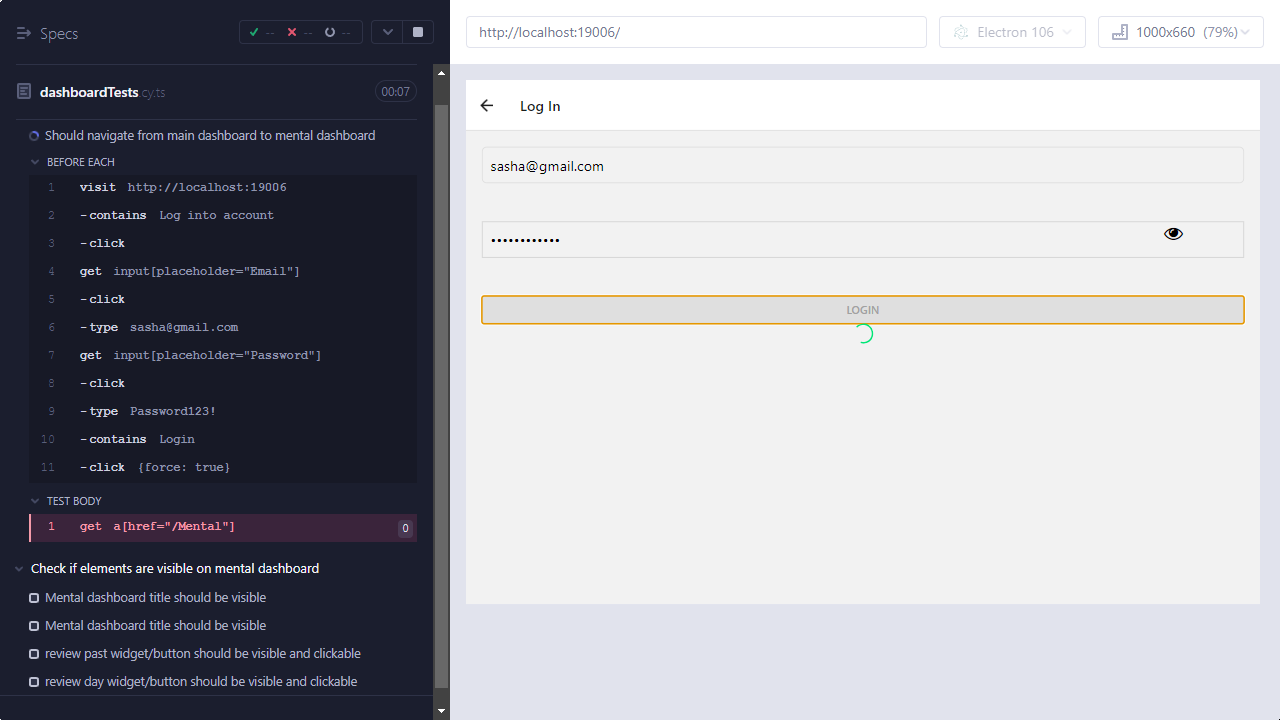 Specs
-- -- --
dashboardTests.cy.ts
00:07
Should navigate from main dashboard to mental dashboard
BEFORE EACH
1 visit http://localhost:19006
2 -contains Log into account
3 -click
4 get input[placeholder="Email"]
5 -click
6 -type sasha@gmail.com
7 get input[placeholder="Password"]
8 -click
9 -type Password123!
10 -contains Login
11 -click {force: true}
TEST BODY
1 get a[href="/Mental"] 0
Check if elements are visible on mental dashboard
Mental dashboard title should be visible
Mental dashboard title should be visible
review past widget/button should be visible and clickable
review day widget/button should be visible and clickable
http://localhost:19006/
Electron 106
1000x660 (79%)
Log In
sasha@gmail.com
••••••••••••
LOGIN